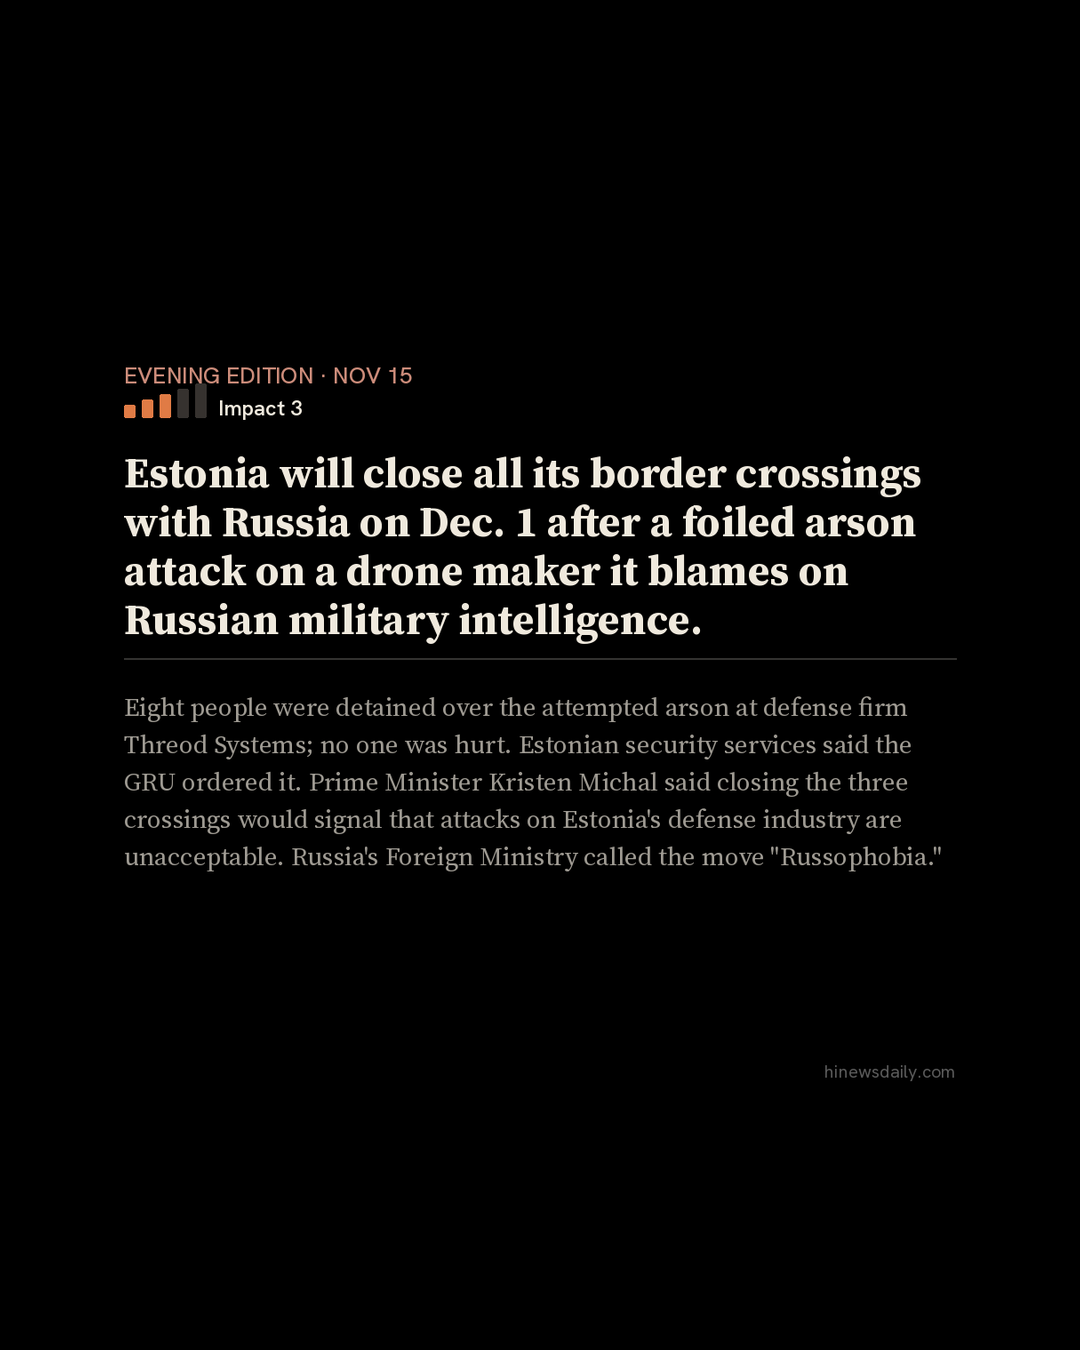 EVENING EDITION · NOV 15
Impact 3
Estonia will close all its border crossings
with Russia on Dec. 1 after a foiled arson
attack on a drone maker it blames on
Russian military intelligence.
Eight people were detained over the attempted arson at defense firm
Threod Systems; no one was hurt. Estonian security services said the
GRU ordered it. Prime Minister Kristen Michal said closing the three
crossings would signal that attacks on Estonia's defense industry are
unacceptable. Russia's Foreign Ministry called the move "Russophobia."
hinewsdaily.com